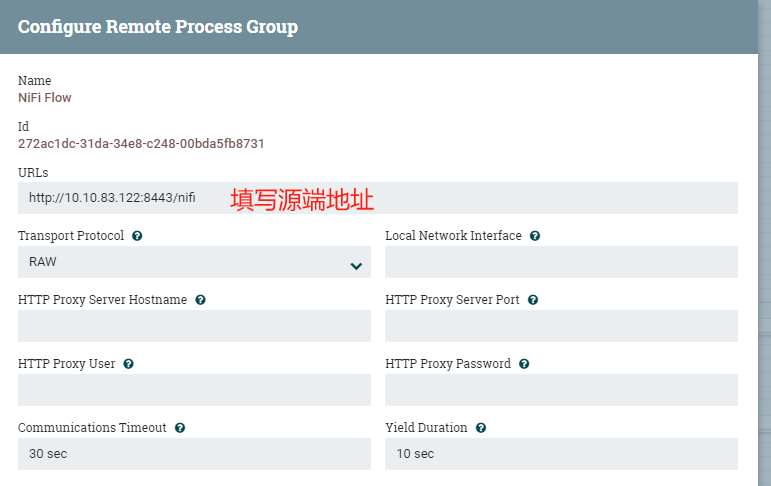 Configure Remote Process Group
Name
NiFi Flow
Id
272ac1dc-31da-34e8-c248-00bda5fb8731
URLs
http://10.10.83.122:8443/nifi 填写源端地址
Transport Protocol ? Local Network Interface ?
RAW
HTTP Proxy Server Hostname ? HTTP Proxy Server Port ?
HTTP Proxy User ? HTTP Proxy Password ?
Communications Timeout ? Yield Duration ?
30 sec 10 sec